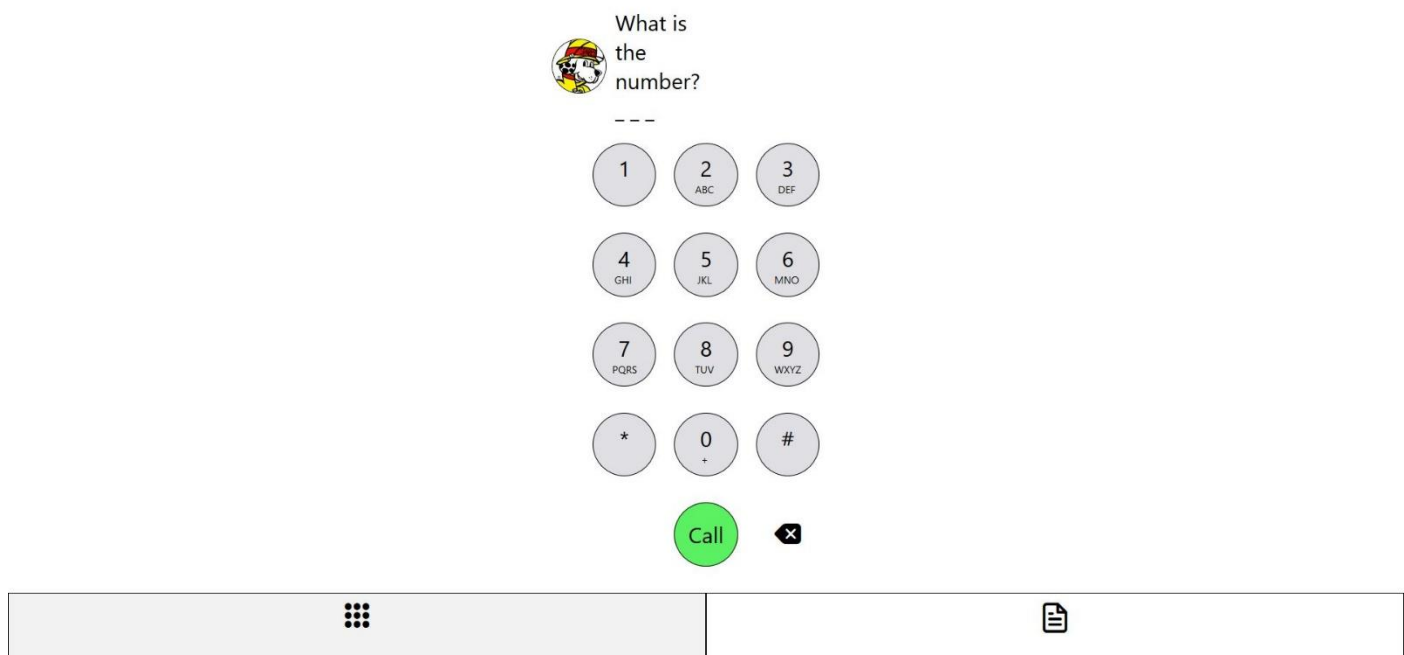 What is
the
number?
_ _ _
1 2 3
ABC DEF
4 5 6
GHI JKL MNO
7 8 9
PQRS TUV WXYZ
* 0 #
+
Call